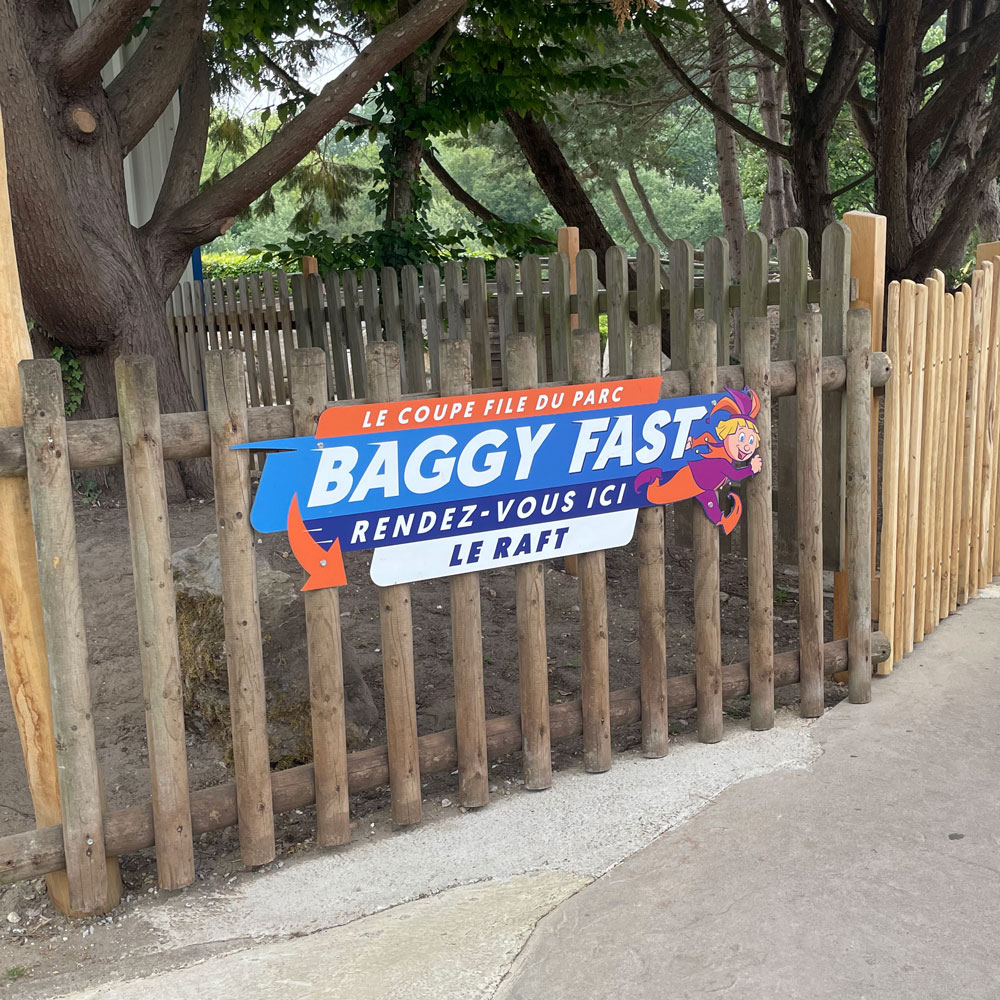 LE COUPE FILE DU PARC
BAGGY FAST
RENDEZ-VOUS ICI
LE RAFT